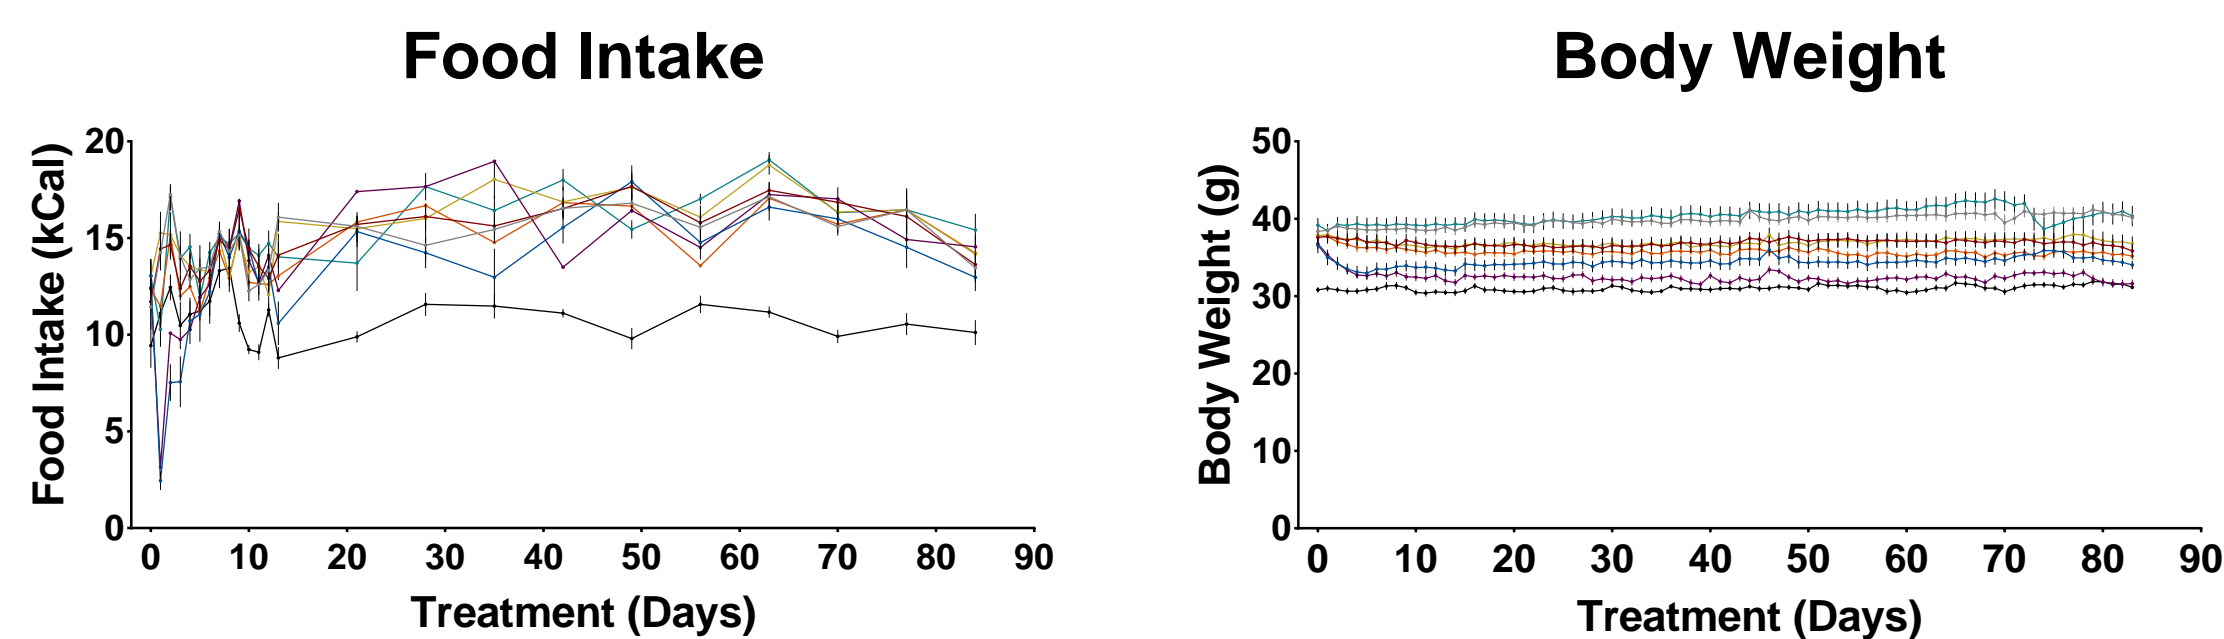 Food Intake
Food Intake (kCal)
20
15
10
5
0
0 10 20 30 40 50 60 70 80 90
Treatment (Days)
Body Weight
Body Weight (g)
50
40
30
20
10
0
0 10 20 30 40 50 60 70 80 90
Treatment (Days)